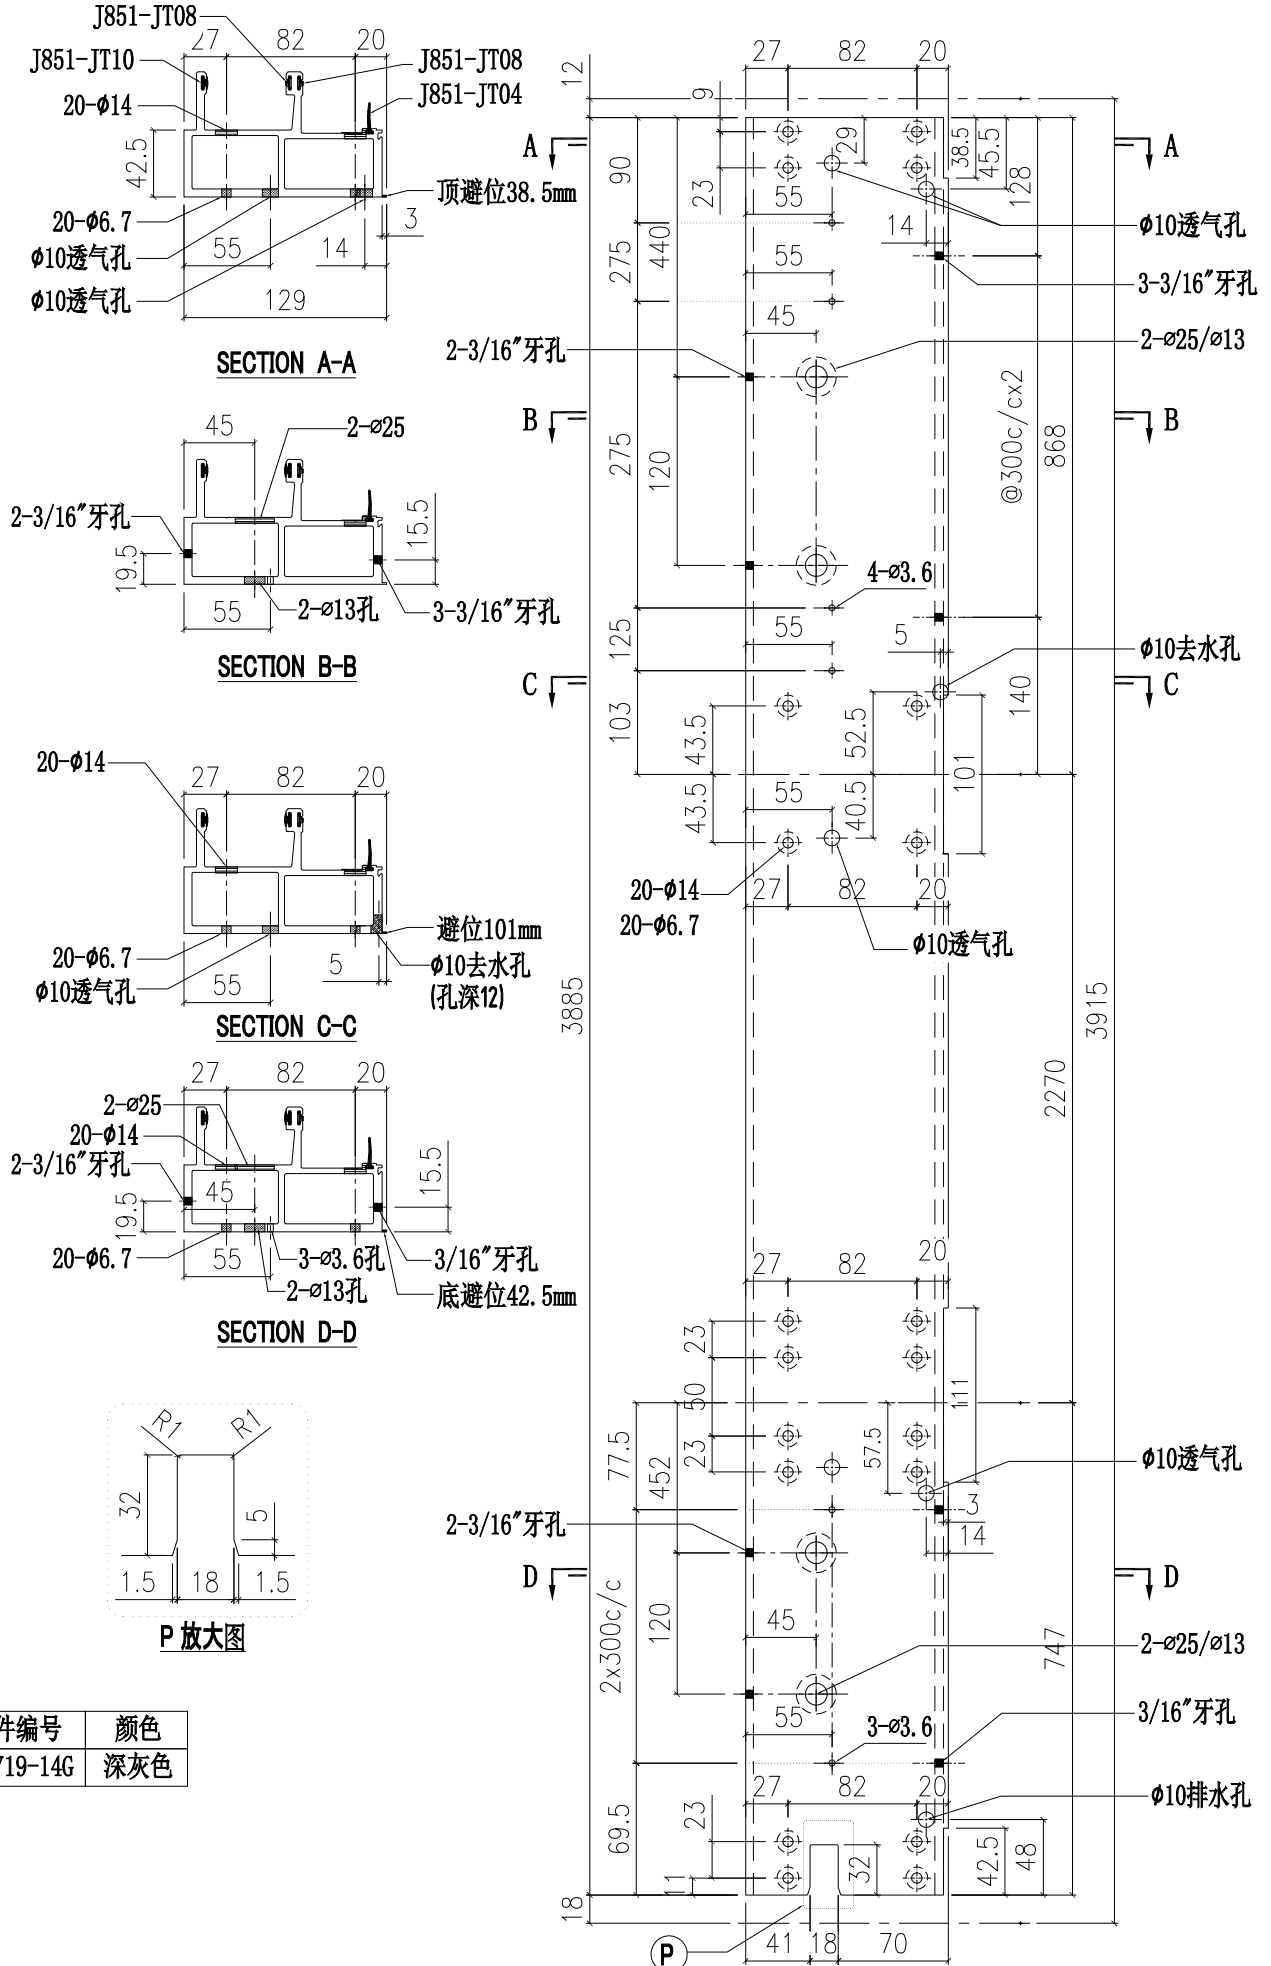 J851-JT08
27 82 20
J851-JT10
J851-JT08
20-ϕ14
J851-JT04
42.5
顶避位38.5mm
20-ϕ6.7
3
ϕ10透气孔
55 14
ϕ10透气孔
129
SECTION A-A
45
2-⌀25
2-3/16"牙孔
15.5
19.5
55
2-⌀13孔
3-3/16"牙孔
SECTION B-B
20-ϕ14
27 82 20
避位101mm
20-ϕ6.7
ϕ10去水孔
5
(孔深12)
ϕ10透气孔
55
SECTION C-C
27 82 20
2-⌀25
20-ϕ14
2-3/16"牙孔
45
15.5
19.5
20-ϕ6.7
55
3-⌀3.6孔
3/16"牙孔
2-⌀13孔
底避位42.5mm
SECTION D-D
R1 R1
32
5
1.5 18 1.5
P 放大图
件编号 颜色
719-14G 深灰色
27 82 20
12
9
A A
90
23
29
38.5
45.5
128
55
ϕ10透气孔
14
275
440
55
3-3/16"牙孔
45
2-3/16"牙孔
2-⌀25/⌀13
B B
275
120
@300c/cx2
868
4-⌀3.6
125
55
5
ϕ10去水孔
C C
103
43.5
52.5
140
43.5
55
40.5
101
20-ϕ14
20-ϕ6.7
27 82 20
ϕ10透气孔
3885
3915
2270
20
27 82
23
50
111
77.5
452
23
57.5
ϕ10透气孔
3
2-3/16"牙孔
14
D D
2x300c/c
120
45
747
2-⌀25/⌀13
55
3-⌀3.6
3/16"牙孔
27 82 20
ϕ10排水孔
69.5
23
32
42.5
48
11
18
P
41 18 70